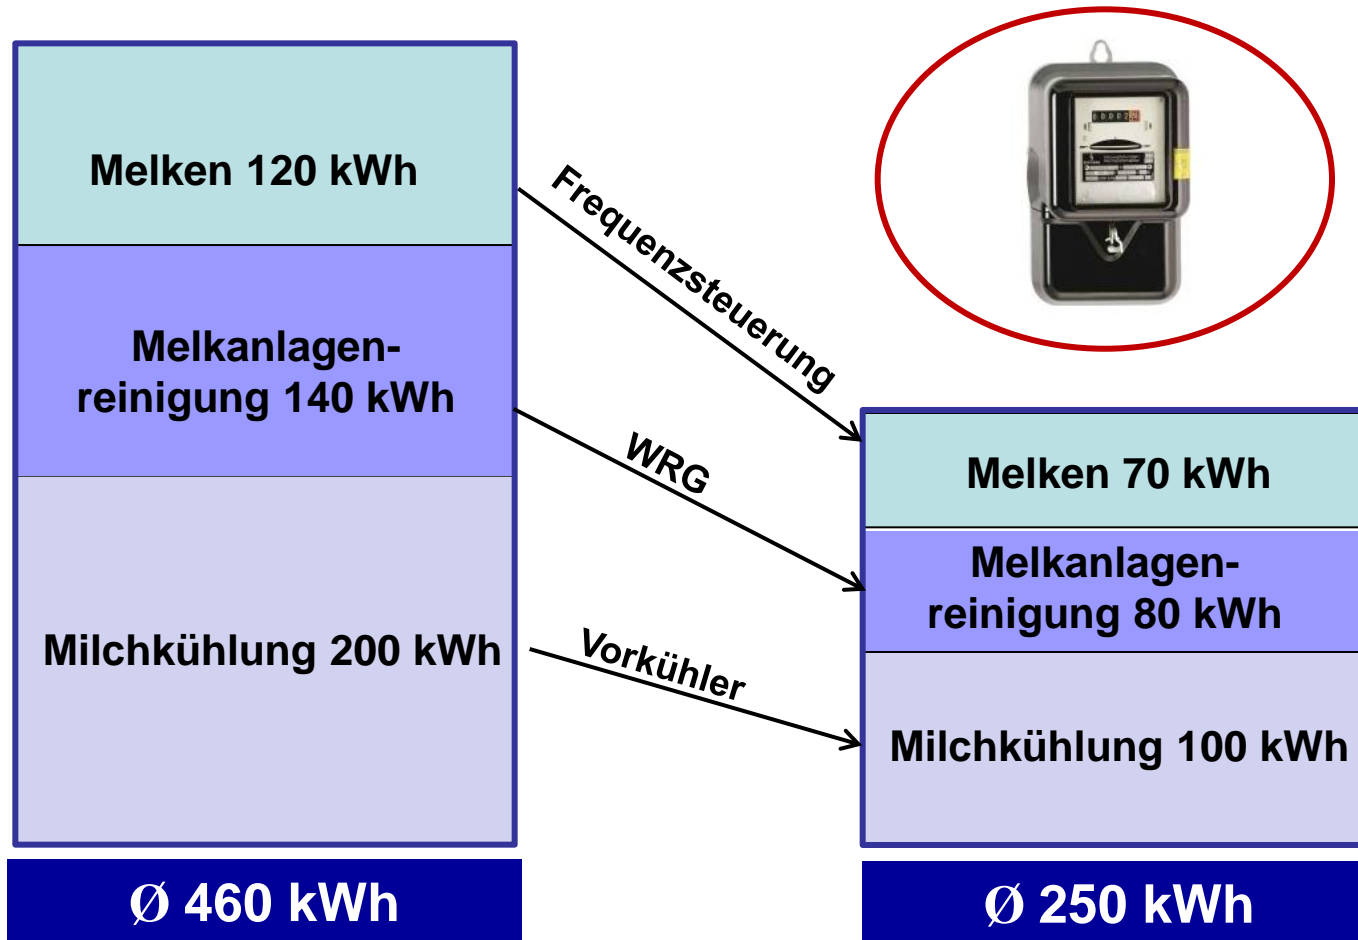 Melken 120 kWh
Melkanlagen-
reinigung 140 kWh
Milchkühlung 200 kWh
Ø 460 kWh
Frequenzsteuerung
WRG
Vorkühler
Melken 70 kWh
Melkanlagen-
reinigung 80 kWh
Milchkühlung 100 kWh
Ø 250 kWh